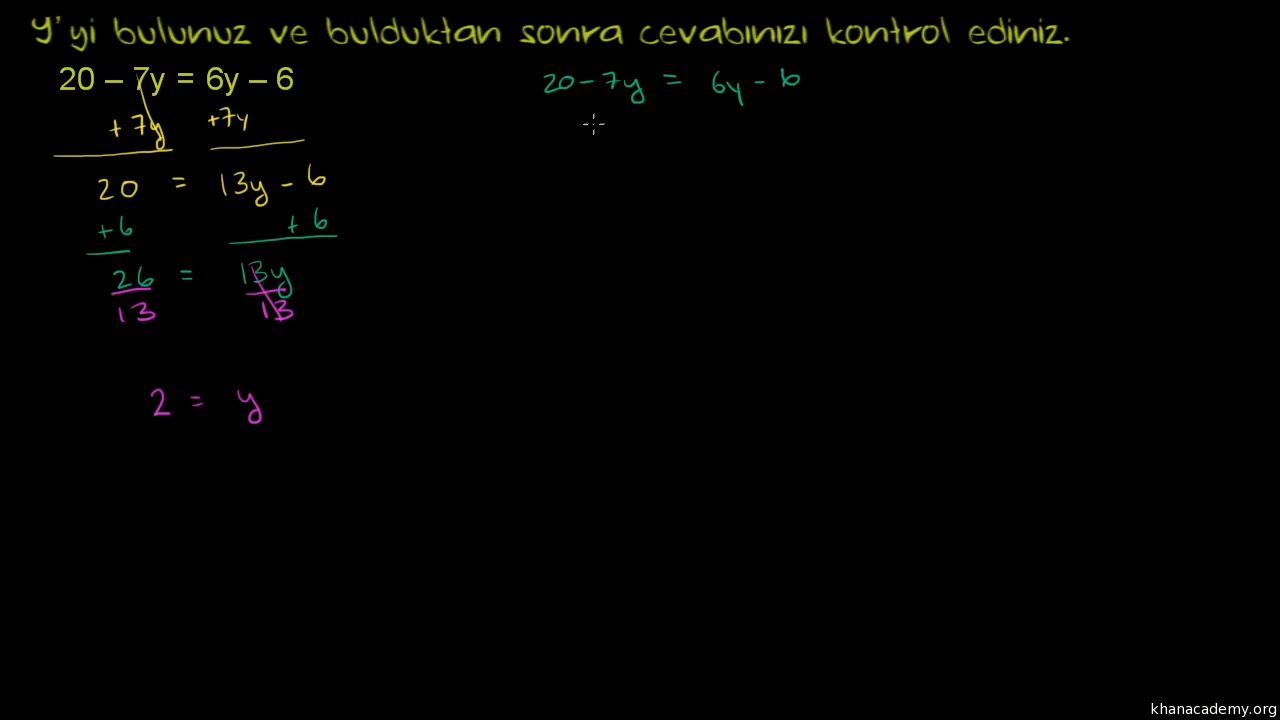 Y'yi bulunuz ve bulduktan sonra cevabınızı kontrol ediniz.
20 – 7y = 6y – 6
20 - 7y = 6y - 6
+ 7y +7y
20 = 13y - 6
+6 + 6
26 = 13y
13 13
2 = y
khanacademy.org